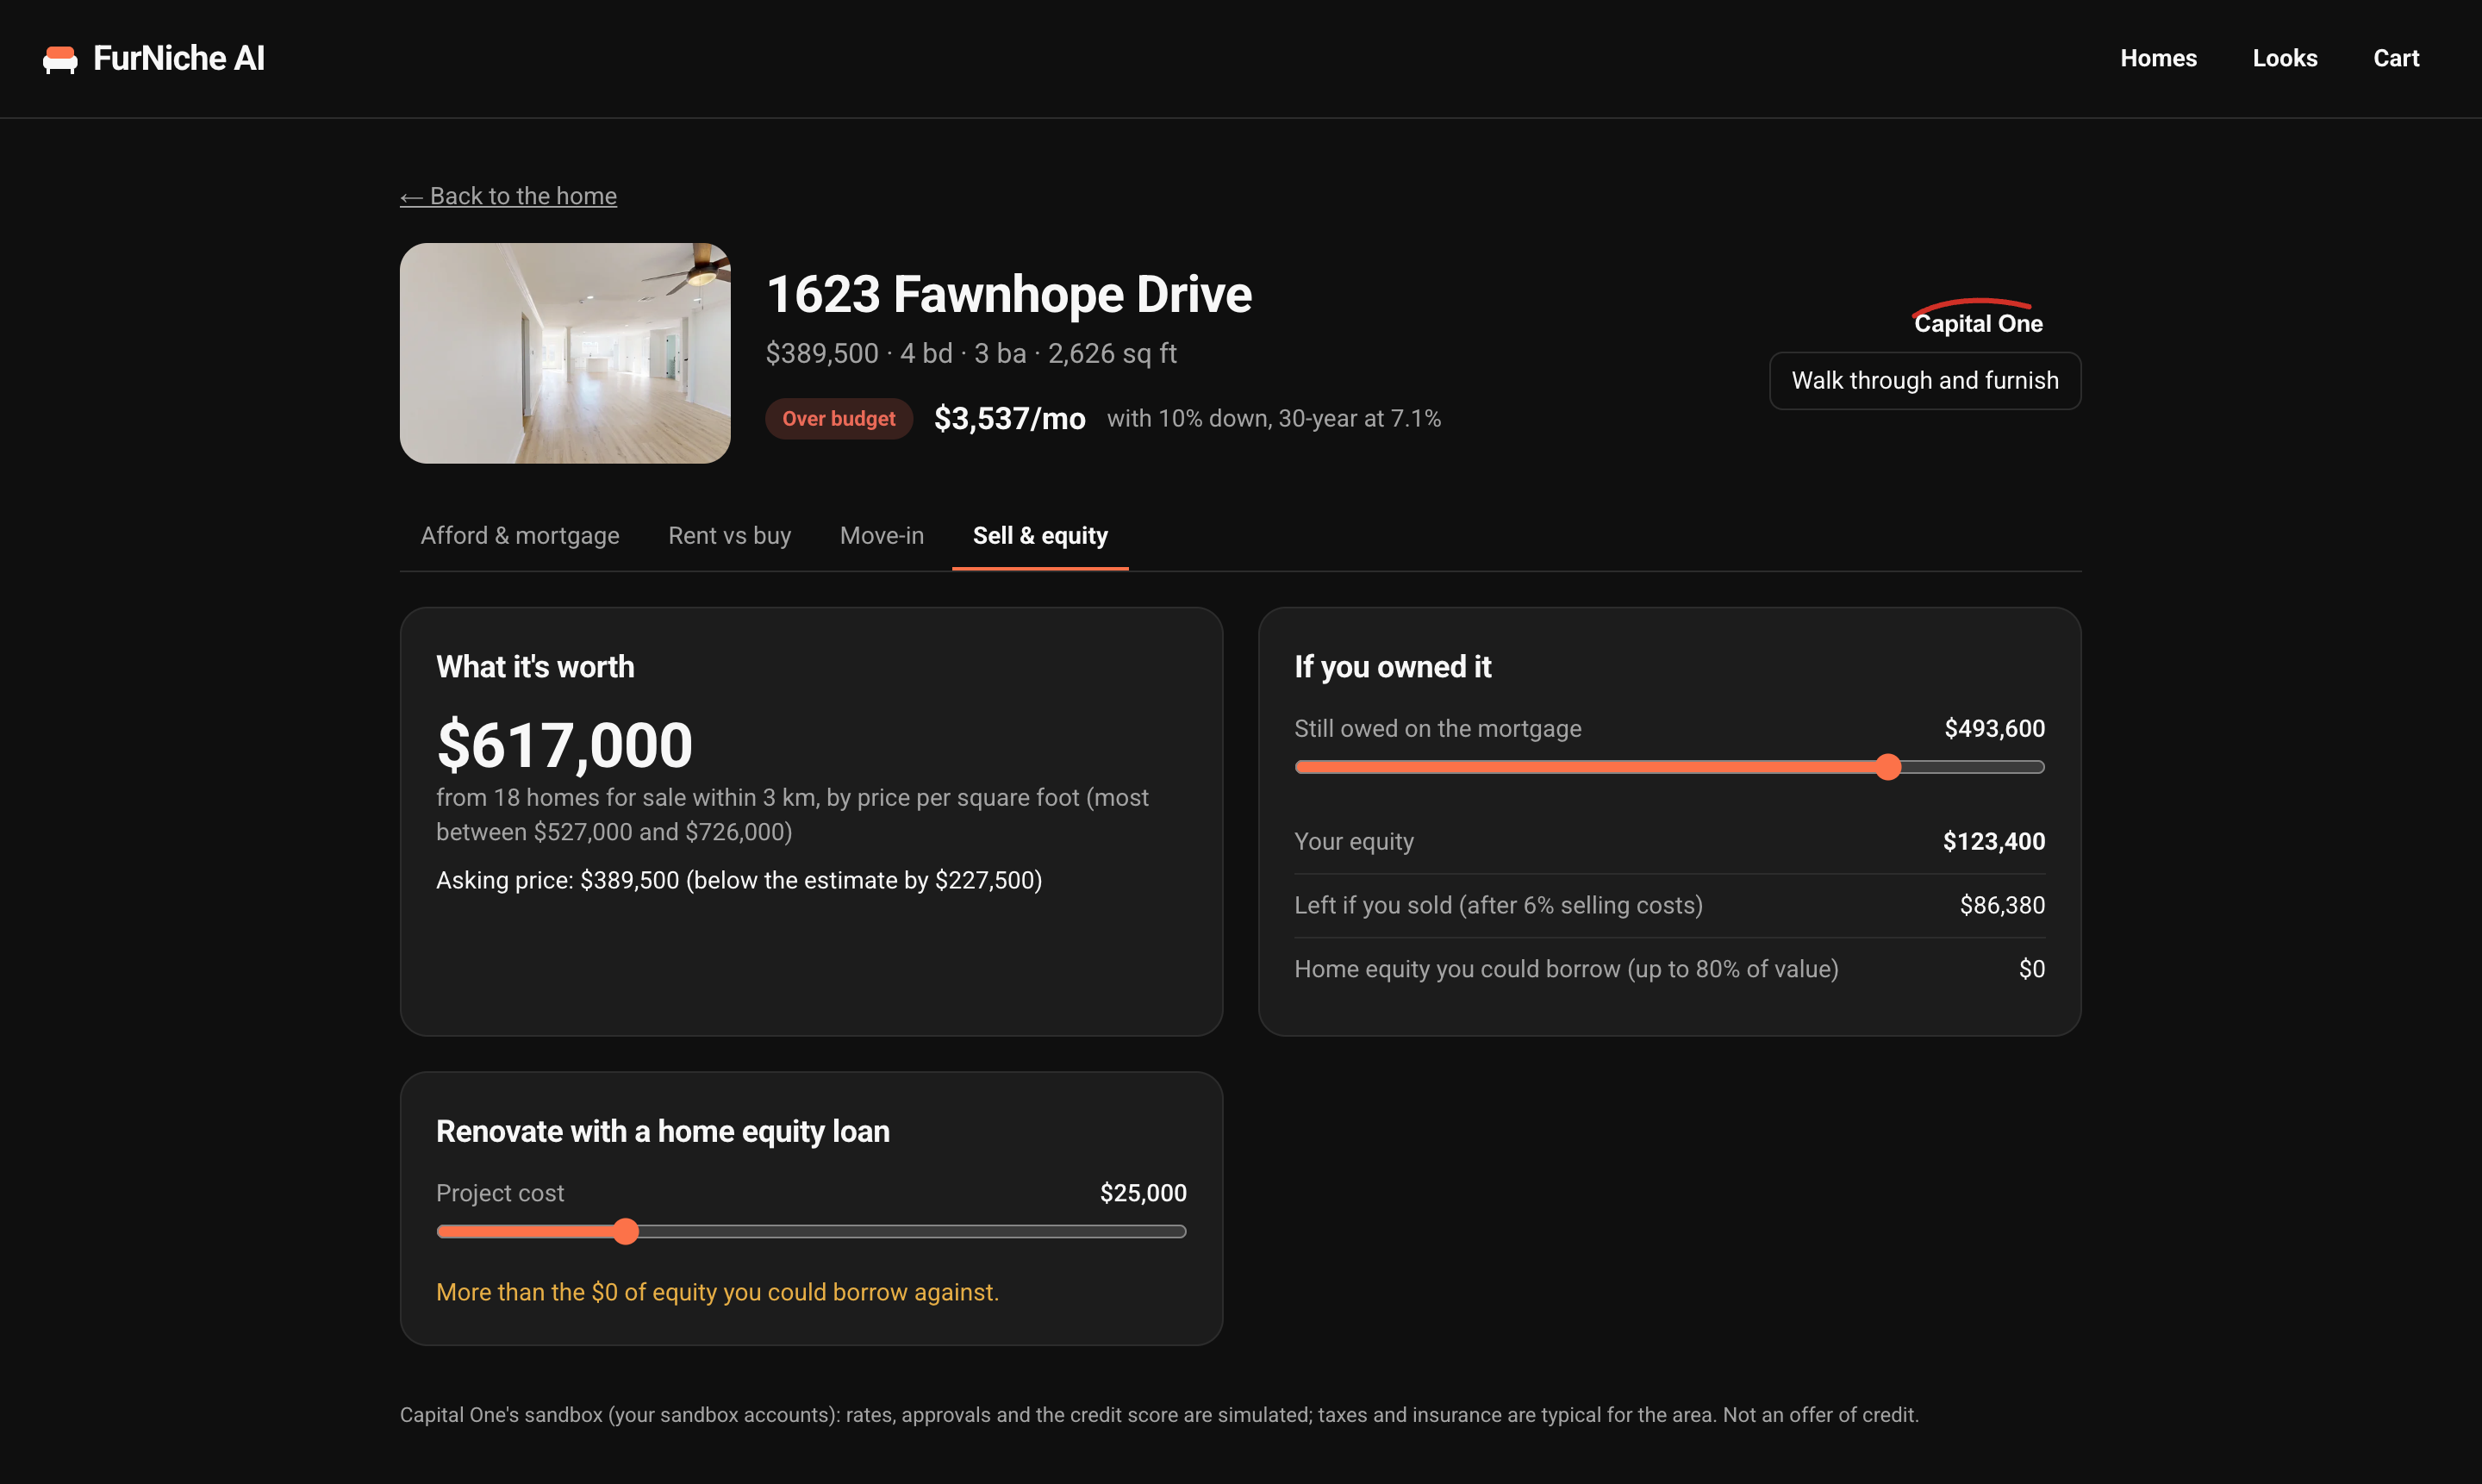 FurNiche AI
Homes
Looks
Cart
← Back to the home
1623 Fawnhope Drive
$389,500 · 4 bd · 3 ba · 2,626 sq ft
Over budget $3,537/mo with 10% down, 30-year at 7.1%
Capital One
Walk through and furnish
Afford & mortgage
Rent vs buy
Move-in
Sell & equity
What it's worth
$617,000
from 18 homes for sale within 3 km, by price per square foot (most
between $527,000 and $726,000)
Asking price: $389,500 (below the estimate by $227,500)
If you owned it
Still owed on the mortgage $493,600
Your equity $123,400
Left if you sold (after 6% selling costs) $86,380
Home equity you could borrow (up to 80% of value) $0
Renovate with a home equity loan
Project cost $25,000
More than the $0 of equity you could borrow against.
Capital One's sandbox (your sandbox accounts): rates, approvals and the credit score are simulated; taxes and insurance are typical for the area. Not an offer of credit.